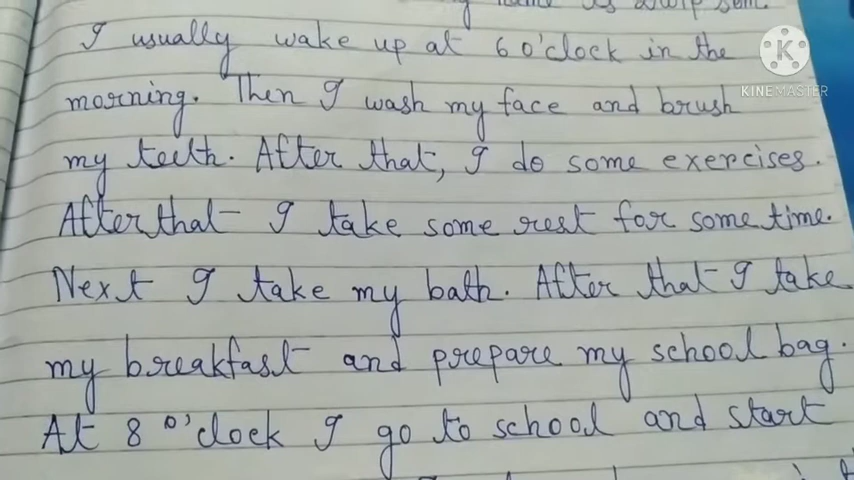 name is
I usually wake up at 6 o'clock in the
morning. Then I wash my face and brush
my teeth. After that, I do some exercises.
After that I take some rest for some time.
Next I take my bath. After that I take
my breakfast and prepare my school bag.
At 8 o'clock I go to school and start
K
KINEMASTER